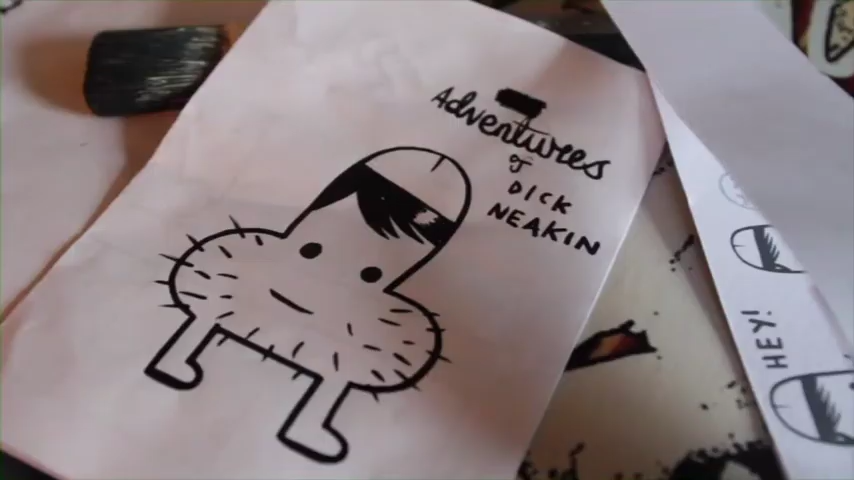 Adventures
of
DICK
NEAKIN
HEY!